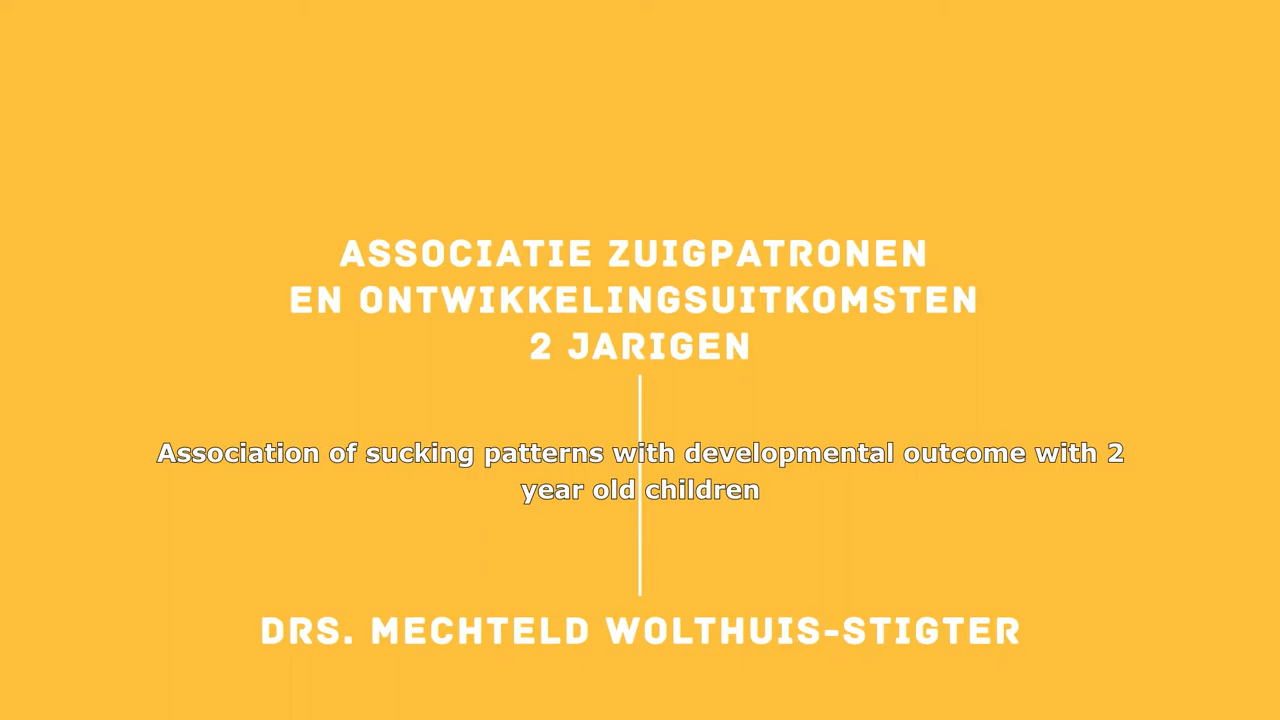 ASSOCIATIE ZUIGPATRONEN
EN ONTWIKKELINGSUITKOMSTEN
2 JARIGEN
Association of sucking patterns with developmental outcome with 2
year old children
DRS. MECHTELD WOLTHUIS-STIGTER